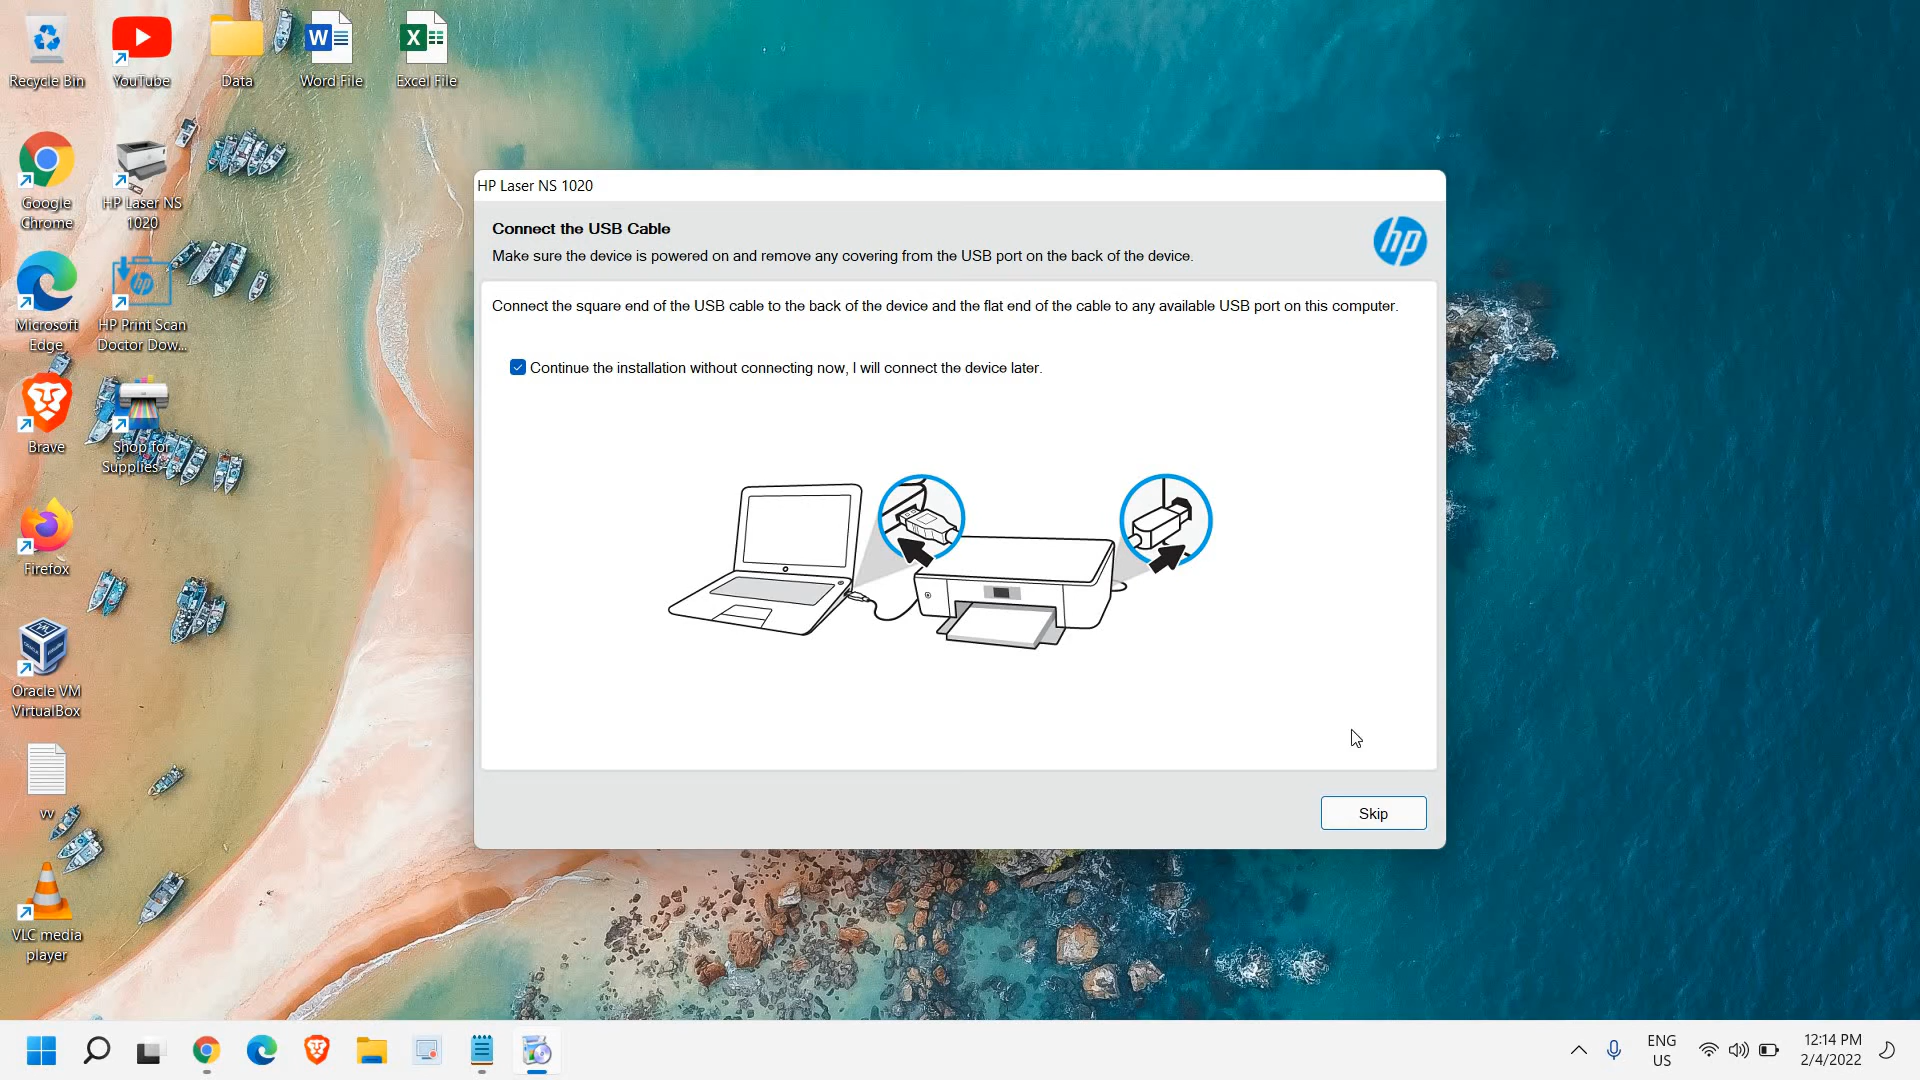 Recycle Bin
YouTube
Data
Word File
Excel File
Google
Chrome
HP Laser NS
1020
Microsoft
Edge
HP Print Scan
Doctor Dow...
Brave
Shop for
Supplies - ...
Firefox
Oracle VM
VirtualBox
vv
VLC media
player
HP Laser NS 1020
Connect the USB Cable
Make sure the device is powered on and remove any covering from the USB port on the back of the device.
hp
Connect the square end of the USB cable to the back of the device and the flat end of the cable to any available USB port on this computer.
Continue the installation without connecting now, I will connect the device later.
Skip
ENG
US
12:14 PM
2/4/2022